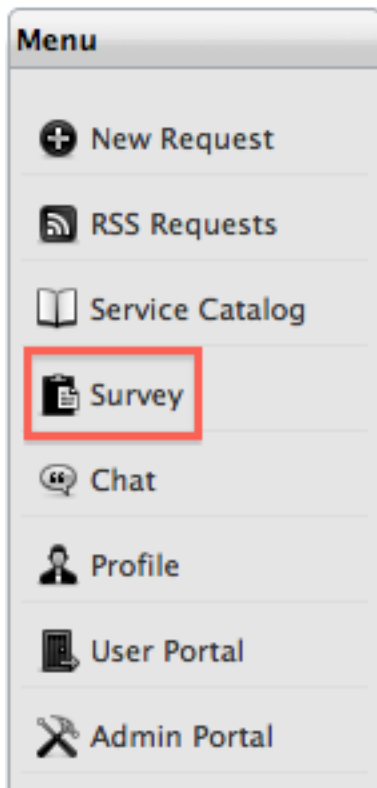 Menu
New Request
RSS Requests
Service Catalog
Survey
Chat
Profile
User Portal
Admin Portal